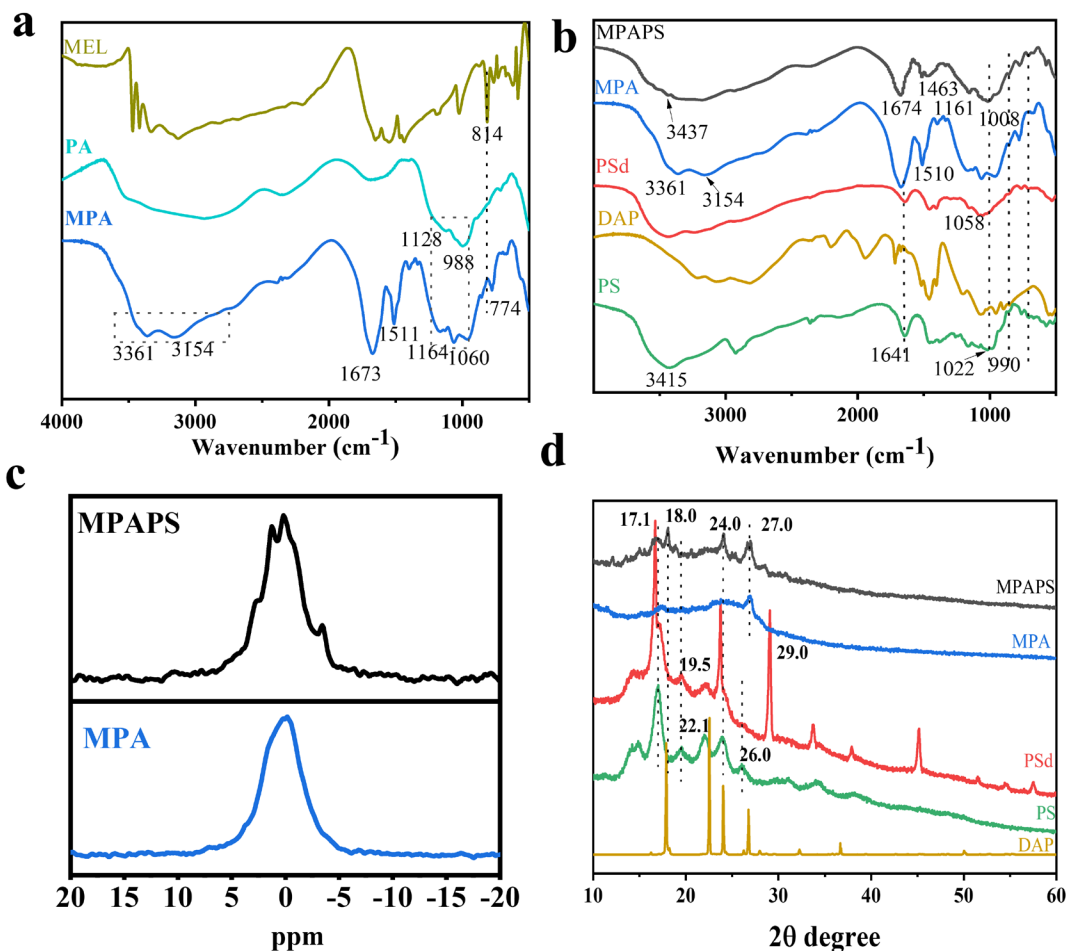 a
MEL
814
PA
MPA
1128
988
774
1511
1164
1060
3361
3154
1673
4000
3000
2000
1000
Wavenumber (cm-1)
b
MPAPS
1463
1674
1161
1008
3437
MPA
1510
3361
3154
PSd
1058
DAP
PS
1641
1022
990
3415
3000
2000
1000
Wavenumber (cm-1)
c
MPAPS
MPA
20
15
10
5
0
-5
-10
-15
-20
ppm
d
17.1
18.0
24.0
27.0
MPAPS
MPA
19.5
29.0
22.1
26.0
PSd
PS
DAP
10
20
30
40
50
60
2θ degree